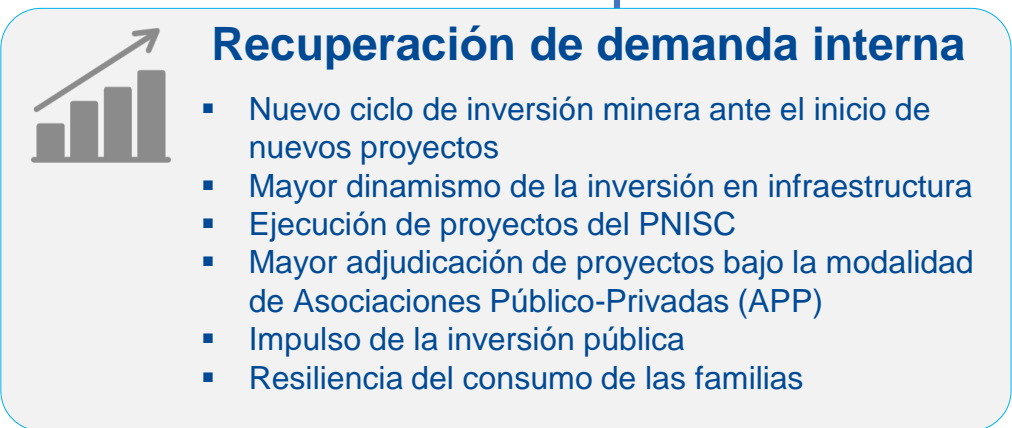 Recuperación de demanda interna
▪ Nuevo ciclo de inversión minera ante el inicio de
nuevos proyectos
▪ Mayor dinamismo de la inversión en infraestructura
▪ Ejecución de proyectos del PNISC
▪ Mayor adjudicación de proyectos bajo la modalidad
de Asociaciones Público-Privadas (APP)
▪ Impulso de la inversión pública
▪ Resiliencia del consumo de las familias